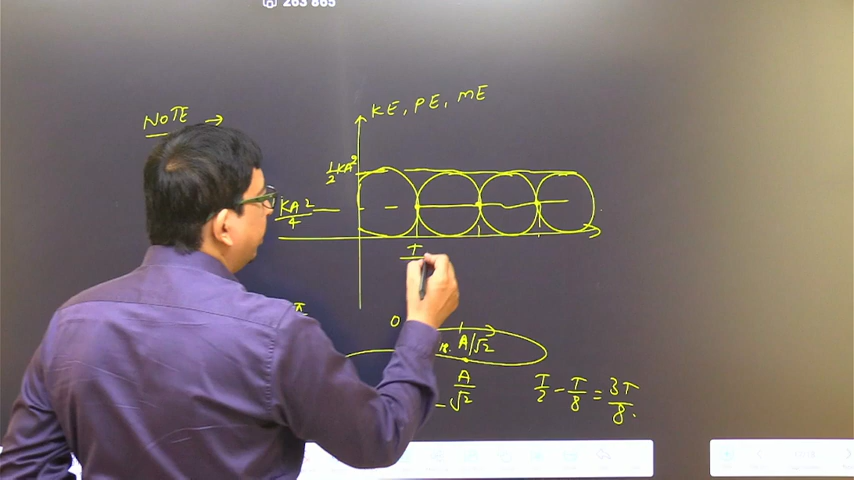 263 865
NOTE →
KE, PE, ME
1/2 KA²
KA²/4
T
π
0
A/√2
- A/√2
T/2 - T/8 = 3T/8.